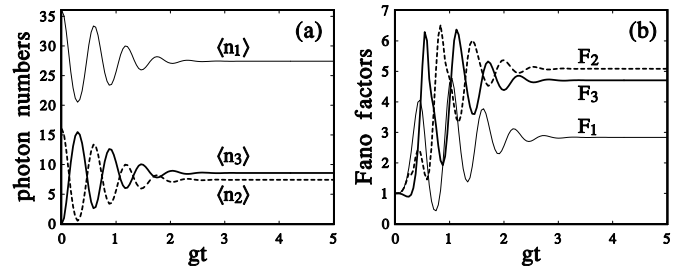 (a)
photon numbers
35
30
25
20
15
10
5
0
⟨n₁⟩
⟨n₃⟩
⟨n₂⟩
0 1 2 3 4 5
gt
(b)
Fano factors
7
6
5
4
3
2
1
0
F₂
F₃
F₁
0 1 2 3 4 5
gt